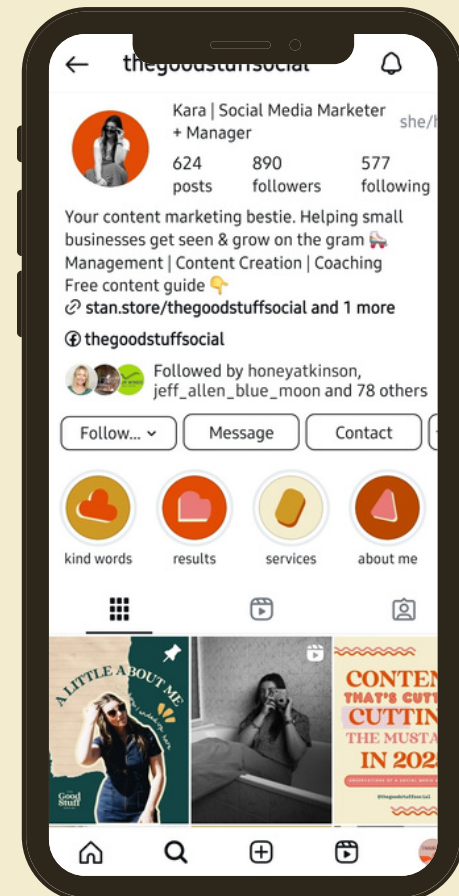 thegoodstuffsocial
Kara | Social Media Marketer
+ Manager
she/h
624
890
577
posts
followers
following
Your content marketing bestie. Helping small
businesses get seen & grow on the gram 🛼
Management | Content Creation | Coaching
Free content guide 👇
stan.store/thegoodstuffsocial and 1 more
thegoodstuffsocial
Followed by honeyatkinson,
jeff_allen_blue_moon and 78 others
Follow...
Message
Contact
kind words
results
services
about me
A LITTLE ABOUT ME
Good
Stuff
CONTEN
THAT'S CUTT
CUTTIN
THE MUSTA
IN 202
@thegoodstuffsocial